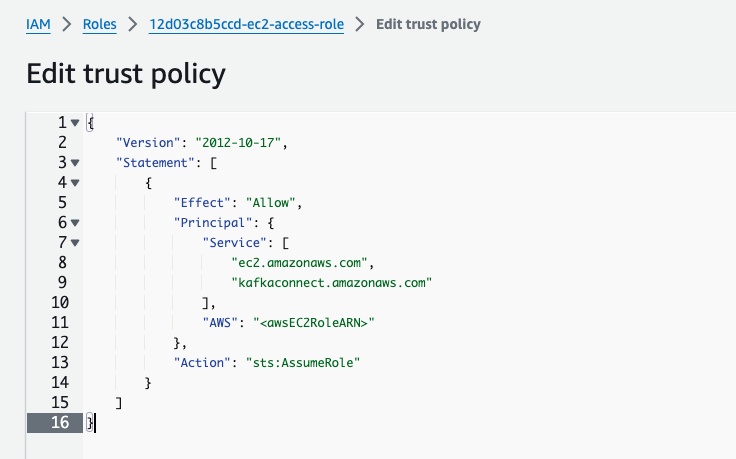 IAM > Roles > 12d03c8b5ccd-ec2-access-role > Edit trust policy
Edit trust policy
1 {
2 "Version": "2012-10-17",
3 "Statement": [
4 {
5 "Effect": "Allow",
6 "Principal": {
7 "Service": [
8 "ec2.amazonaws.com",
9 "kafkaconnect.amazonaws.com"
10 ],
11 "AWS": "<awsEC2RoleARN>"
12 },
13 "Action": "sts:AssumeRole"
14 }
15 ]
16 }